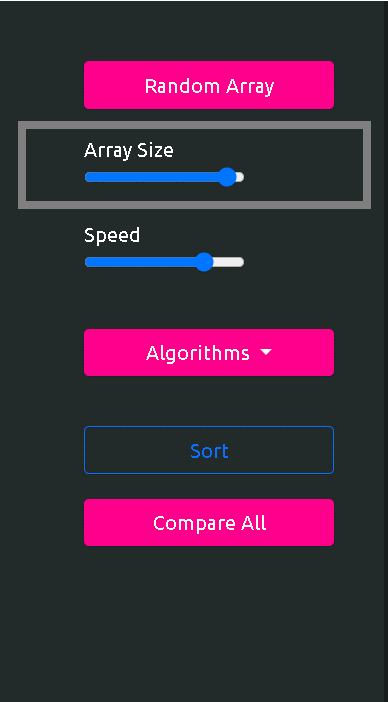 Random Array
Array Size
Speed
Algorithms
Sort
Compare All